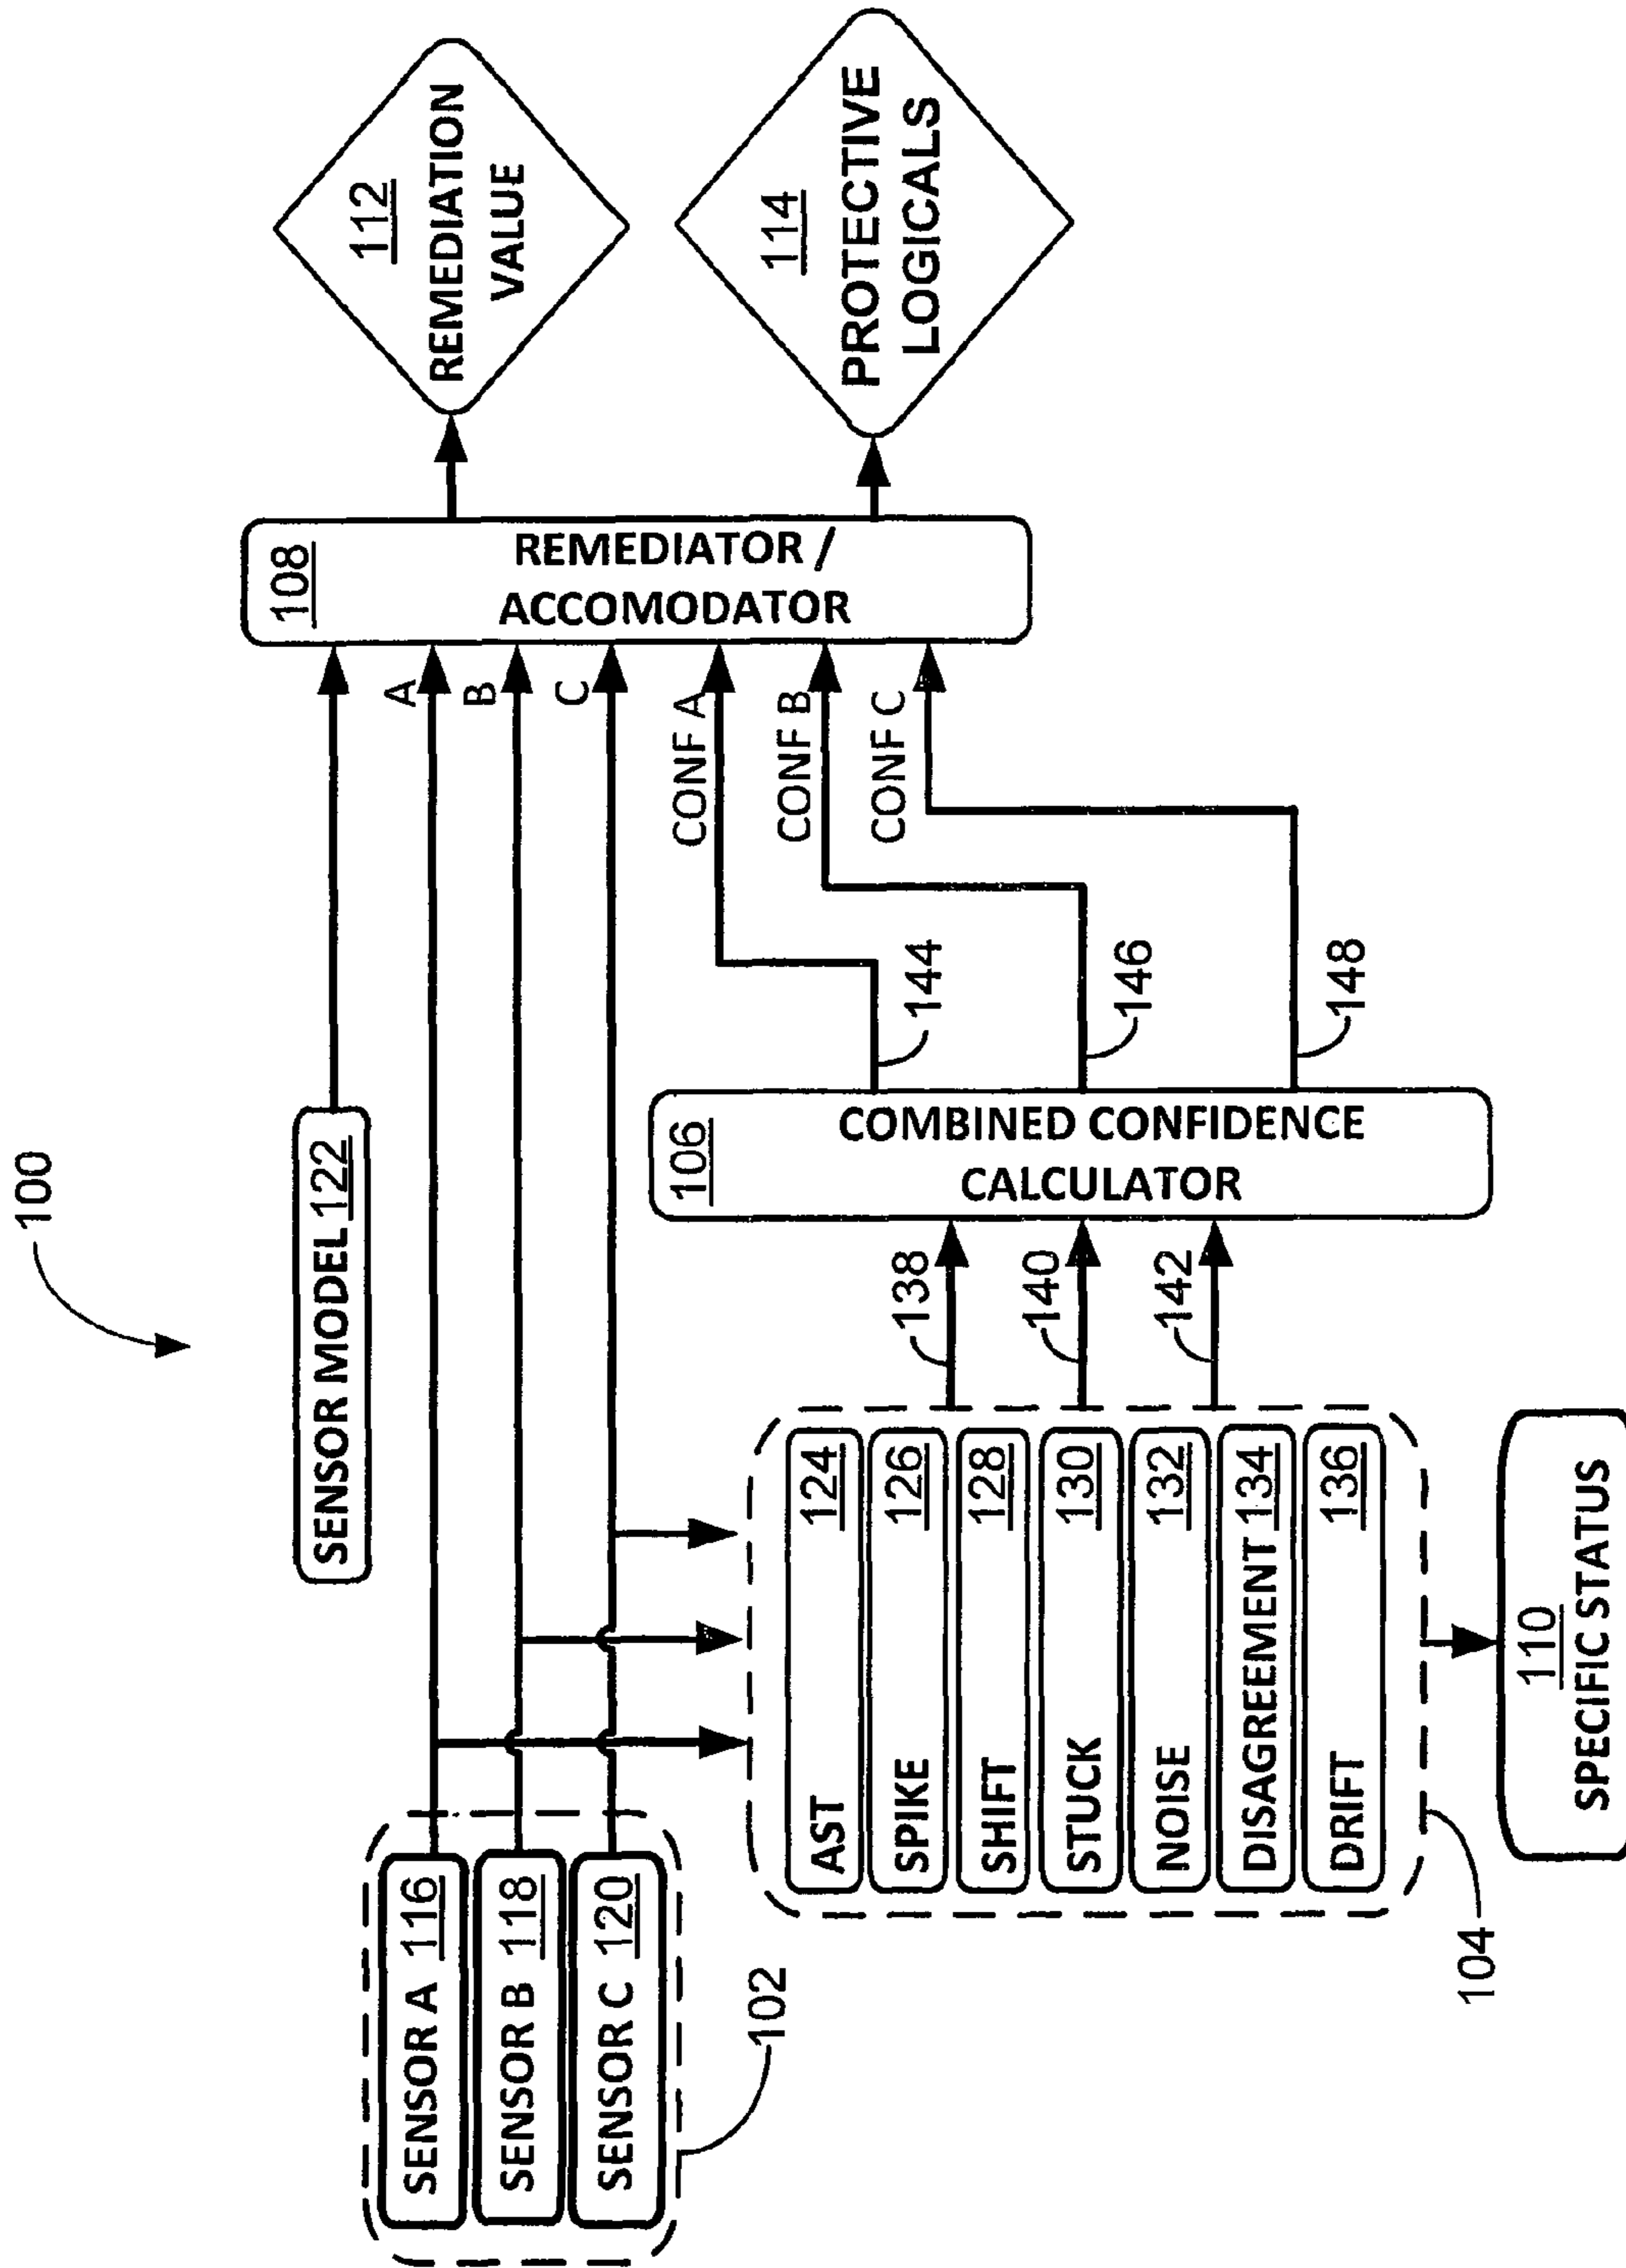 100
SENSOR MODEL 122
SENSOR A 116
SENSOR B 118
SENSOR C 120
102
A
B
C
CONF A
CONF B
CONF C
108
REMEDIATOR /
ACCOMODATOR
112
REMEDIATION
VALUE
114
PROTECTIVE
LOGICALS
AST 124
SPIKE 126
SHIFT 128
STUCK 130
NOISE 132
DISAGREEMENT 134
DRIFT 136
104
138
140
142
106
COMBINED CONFIDENCE
CALCULATOR
144
146
148
110
SPECIFIC STATUS